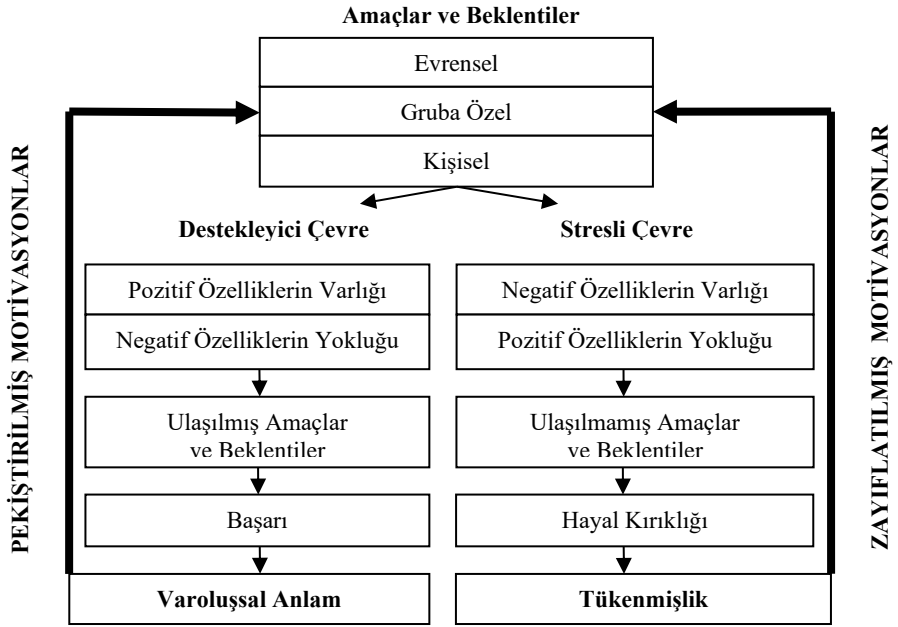 Amaçlar ve Beklentiler
Evrensel
Gruba Özel
Kişisel
PEKİŞTİRİLMİŞ MOTİVASYONLAR
ZAYIFLATILMIŞ MOTİVASYONLAR
Destekleyici Çevre
Pozitif Özelliklerin Varlığı
Negatif Özelliklerin Yokluğu
Ulaşılmış Amaçlar
ve Beklentiler
Başarı
Varoluşsal Anlam
Stresli Çevre
Negatif Özelliklerin Varlığı
Pozitif Özelliklerin Yokluğu
Ulaşılmamış Amaçlar
ve Beklentiler
Hayal Kırıklığı
Tükenmişlik